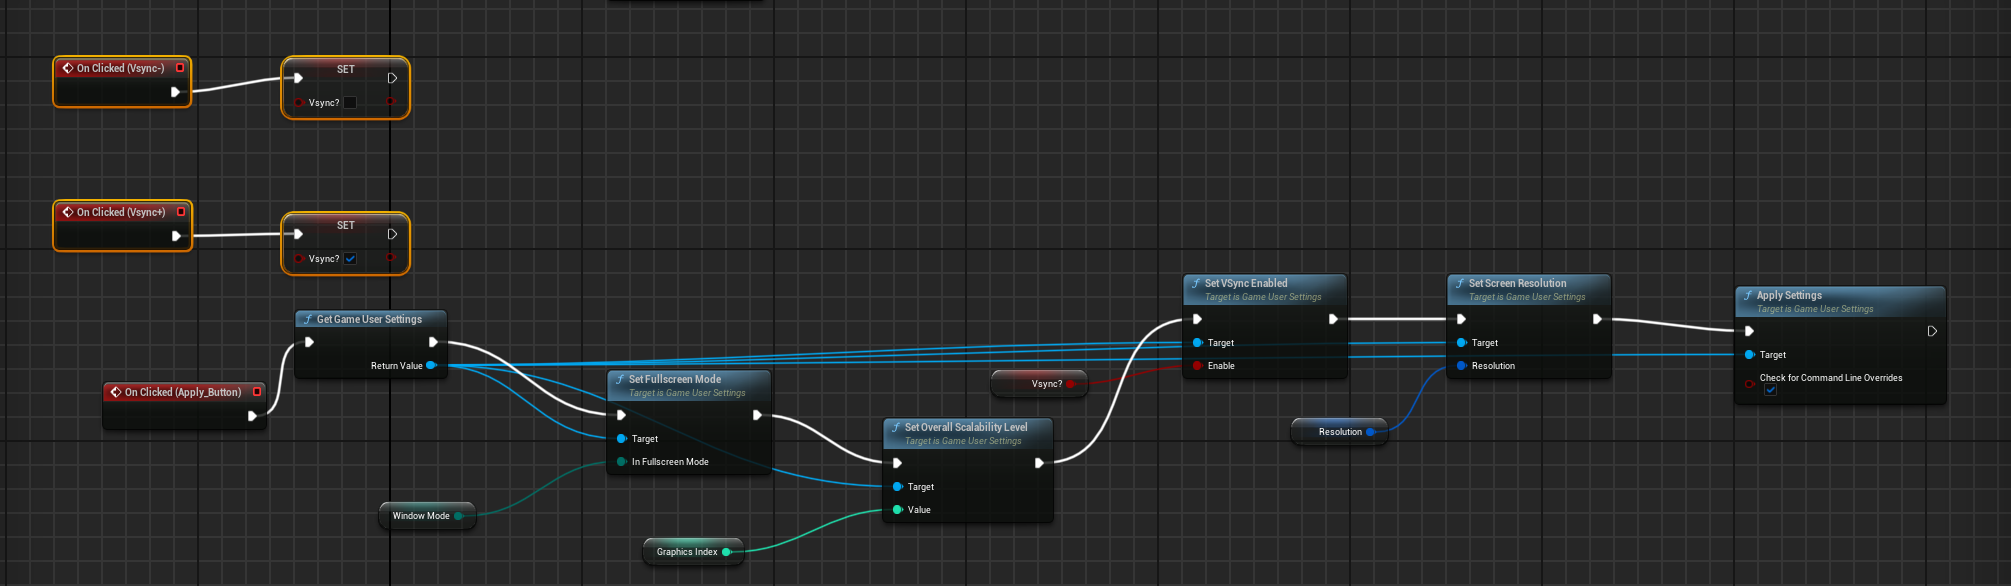 On Clicked (Vsync-)
SET
Vsync?
On Clicked (Vsync+)
SET
Vsync?
On Clicked (Apply_Button)
Get Game User Settings
Return Value
Window Mode
Set Fullscreen Mode
Target is Game User Settings
Target
In Fullscreen Mode
Graphics Index
Set Overall Scalability Level
Target is Game User Settings
Target
Value
Vsync?
Set VSync Enabled
Target is Game User Settings
Target
Enable
Resolution
Set Screen Resolution
Target is Game User Settings
Target
Resolution
Apply Settings
Target is Game User Settings
Target
Check for Command Line Overrides